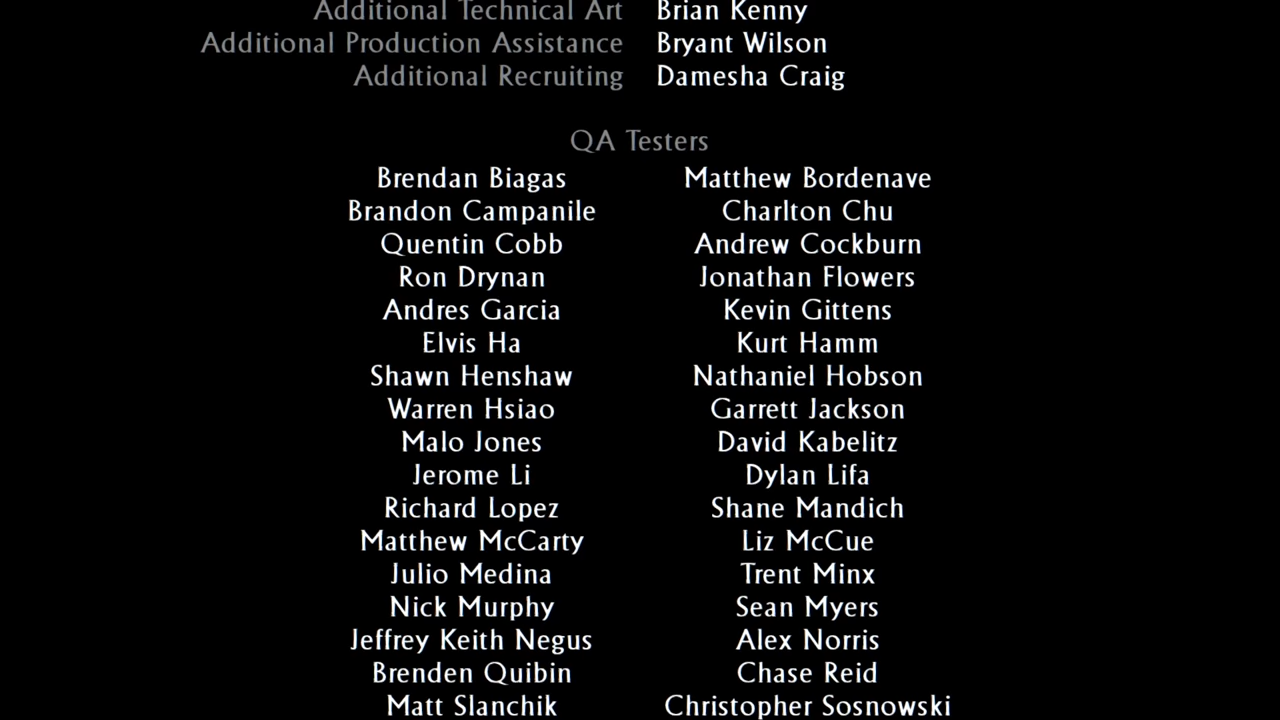 Additional Technical Art Brian Kenny
Additional Production Assistance Bryant Wilson
Additional Recruiting Damesha Craig
QA Testers
Brendan Biagas Matthew Bordenave
Brandon Campanile Charlton Chu
Quentin Cobb Andrew Cockburn
Ron Drynan Jonathan Flowers
Andres Garcia Kevin Gittens
Elvis Ha Kurt Hamm
Shawn Henshaw Nathaniel Hobson
Warren Hsiao Garrett Jackson
Malo Jones David Kabelitz
Jerome Li Dylan Lifa
Richard Lopez Shane Mandich
Matthew McCarty Liz McCue
Julio Medina Trent Minx
Nick Murphy Sean Myers
Jeffrey Keith Negus Alex Norris
Brenden Quibin Chase Reid
Matt Slanchik Christopher Sosnowski